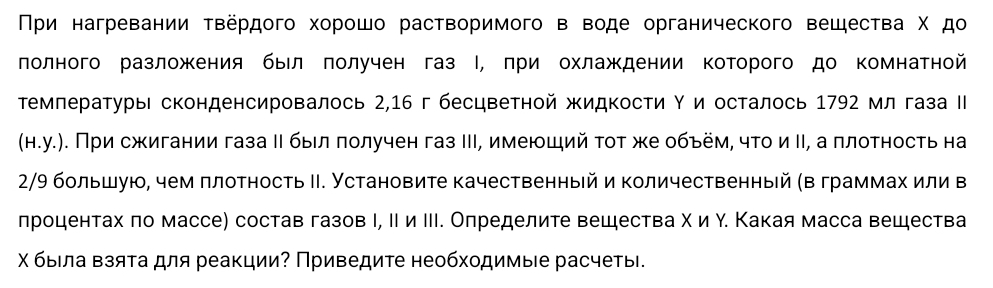 При нагревании твёрдого хорошо растворимого в воде органического вещества X до
полного разложения был получен газ I, при охлаждении которого до комнатной
температуры сконденсировалось 2,16 г бесцветной жидкости Y и осталось 1792 мл газа II
(н.у.). При сжигании газа II был получен газ III, имеющий тот же объём, что и II, а плотность на
2/9 большую, чем плотность II. Установите качественный и количественный (в граммах или в
процентах по массе) состав газов I, II и III. Определите вещества X и Y. Какая масса вещества
X была взята для реакции? Приведите необходимые расчеты.